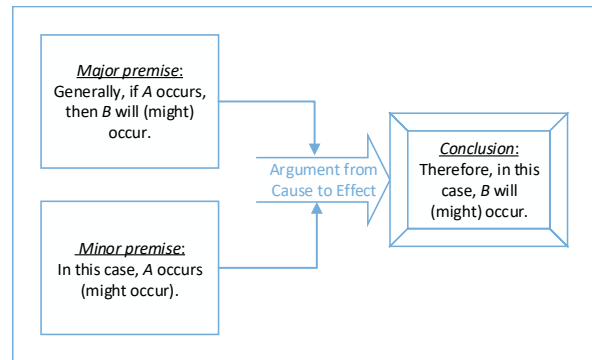 Major premise:
Generally, if A occurs,
then B will (might)
occur.
Argument from
Cause to Effect
Conclusion:
Therefore, in this
case, B will
(might) occur.
Minor premise:
In this case, A occurs
(might occur).